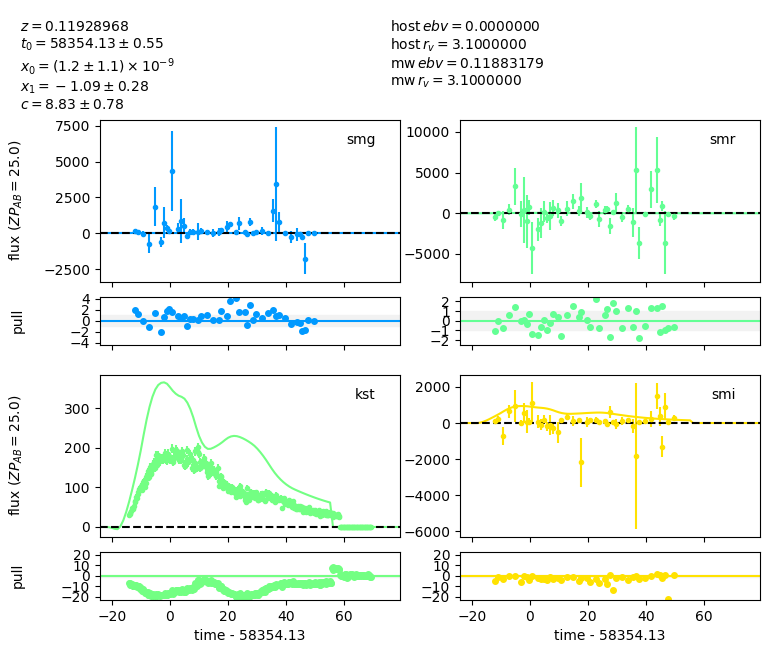 z = 0.11928968
t₀ = 58354.13 ± 0.55
x₀ = (1.2 ± 1.1) × 10⁻⁹
x₁ = −1.09 ± 0.28
c = 8.83 ± 0.78
host ebv = 0.0000000
host r_v = 3.1000000
mw ebv = 0.11883179
mw r_v = 3.1000000
flux (ZP_AB = 25.0)
7500
5000
2500
0
−2500
smg
10000
5000
0
−5000
smr
pull
4
2
0
−2
−4
2
1
0
−1
−2
flux (ZP_AB = 25.0)
300
200
100
0
kst
2000
0
−2000
−4000
−6000
smi
pull
20
10
0
−10
−20
20
10
0
−10
−20
−20 0 20 40 60
−20 0 20 40 60
time - 58354.13
time - 58354.13